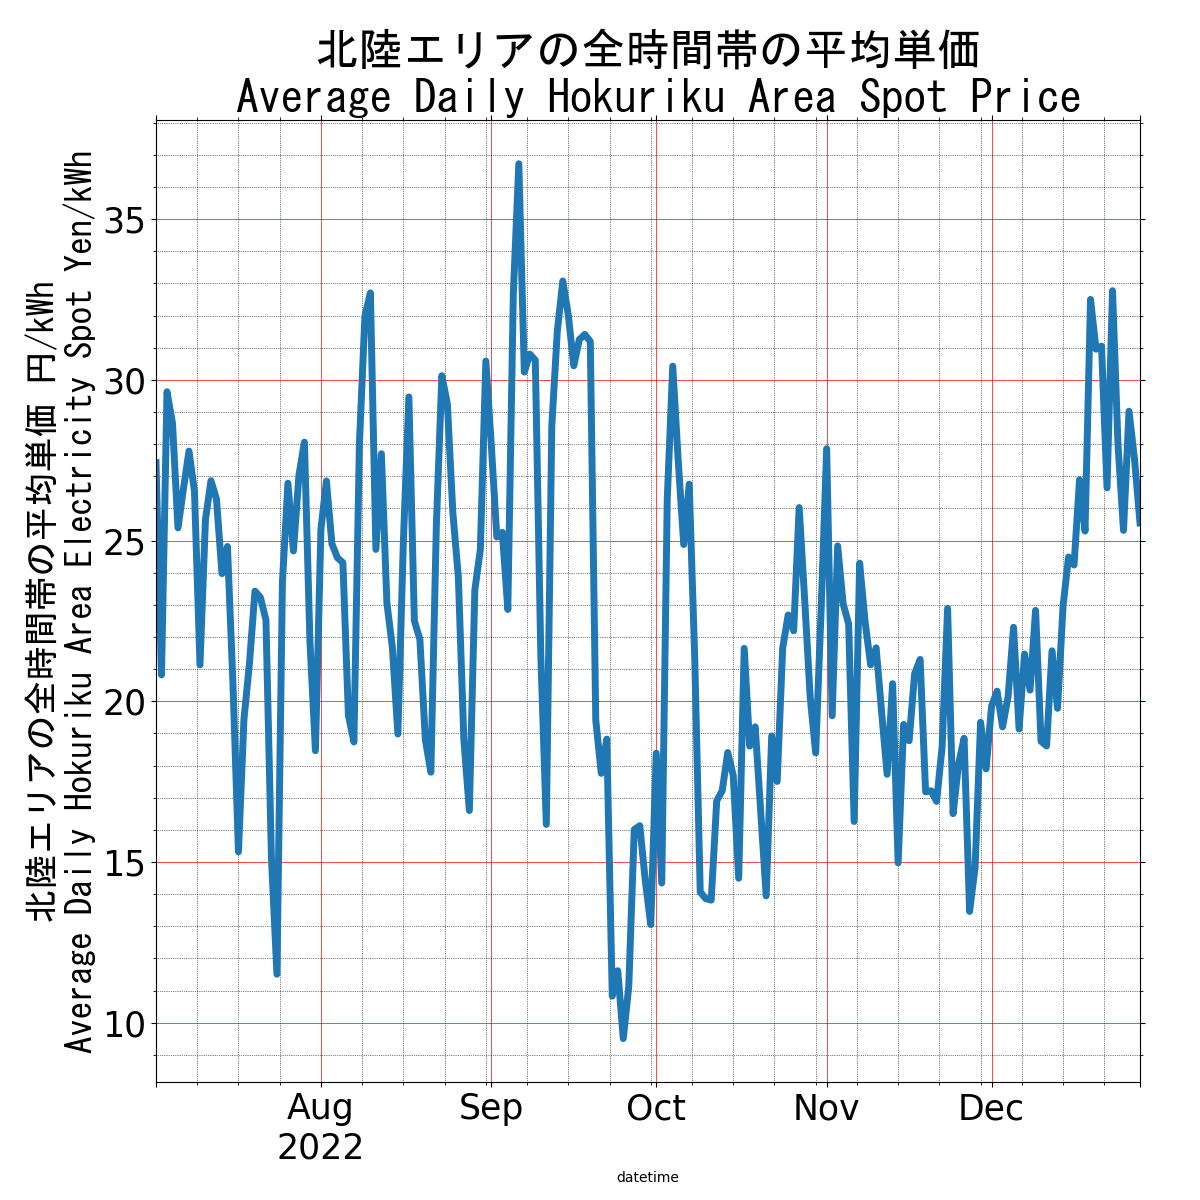 北陸エリアの全時間帯の平均単価
Average Daily Hokuriku Area Spot Price
北陸エリアの全時間帯の平均単価 円/kWh
Average Daily Hokuriku Area Electricity Spot Yen/kWh
35
30
25
20
15
10
Aug
2022
Sep
Oct
Nov
Dec
datetime